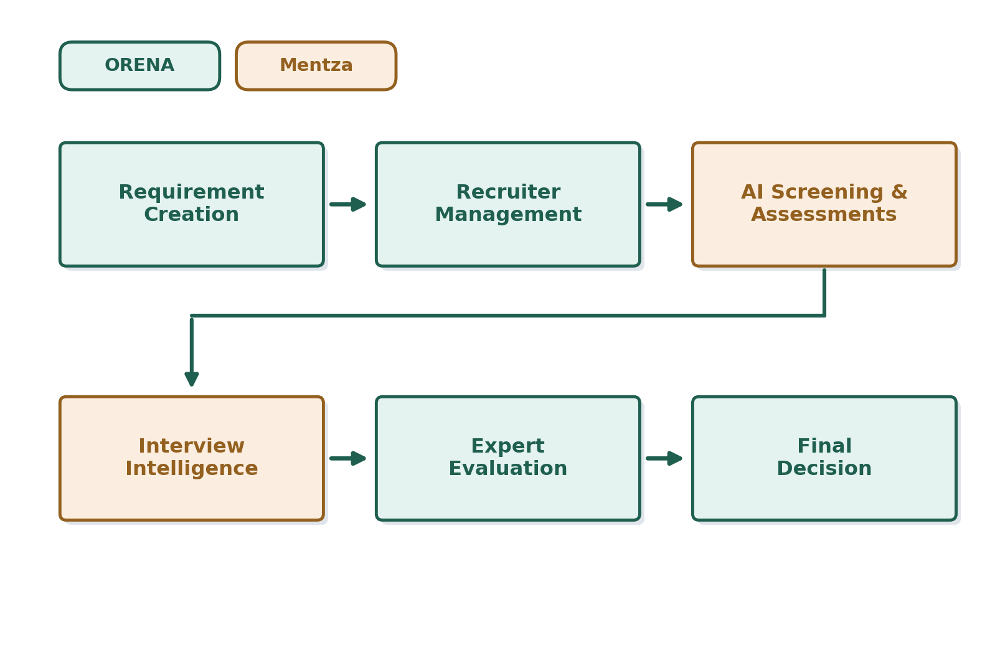 ORENA
Mentza
Requirement
Creation
Recruiter
Management
AI Screening &
Assessments
Interview
Intelligence
Expert
Evaluation
Final
Decision